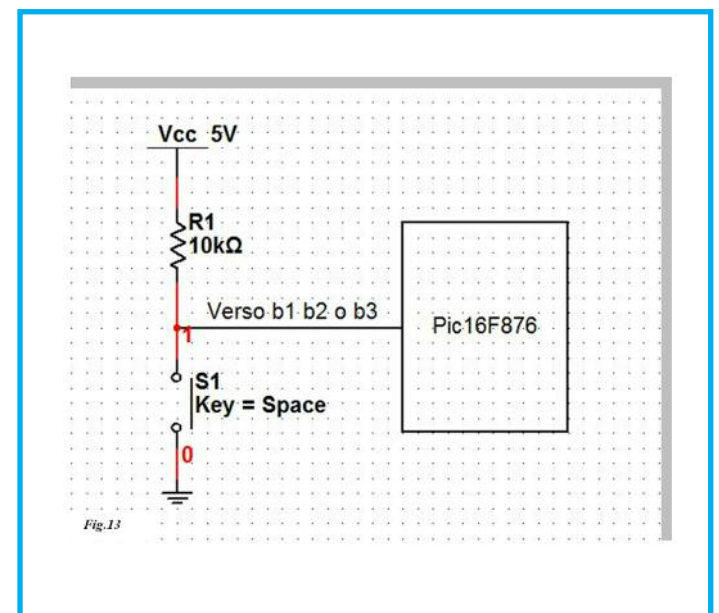 Vcc 5V
R1
10kΩ
Verso b1 b2 o b3
Pic16F876
1
S1
Key = Space
0
Fig.13